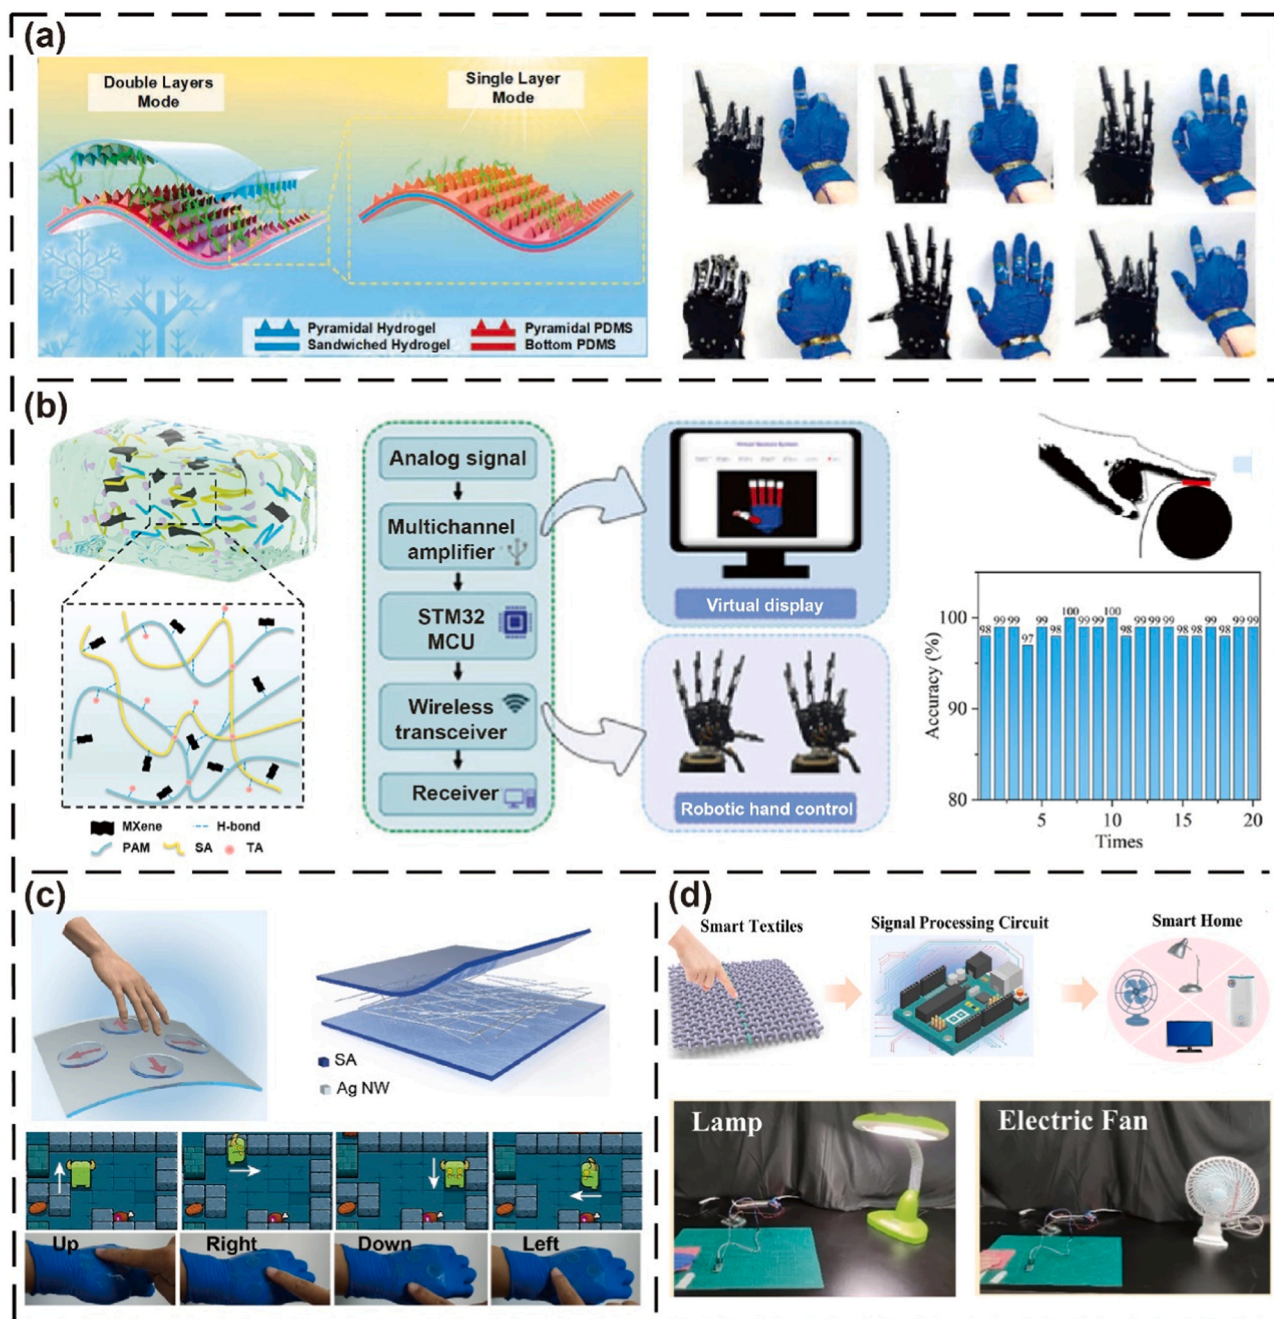 (a)
Double Layers
Mode
Single Layer
Mode
Pyramidal Hydrogel
Sandwiched Hydrogel
Pyramidal PDMS
Bottom PDMS
(b)
Analog signal
Multichannel
amplifier
STM32
MCU
Wireless
transceiver
Receiver
Virtual display
Robotic hand control
MXene
H-bond
PAM
SA
TA
Accuracy (%)
100
90
80
98 99 99 97 99 98 100 99 99 100 98 99 99 99 98 98 99 98 99 99
5 10 15 20
Times
(c)
SA
Ag NW
Up
Right
Down
Left
(d)
Smart Textiles
Signal Processing Circuit
Smart Home
Lamp
Electric Fan